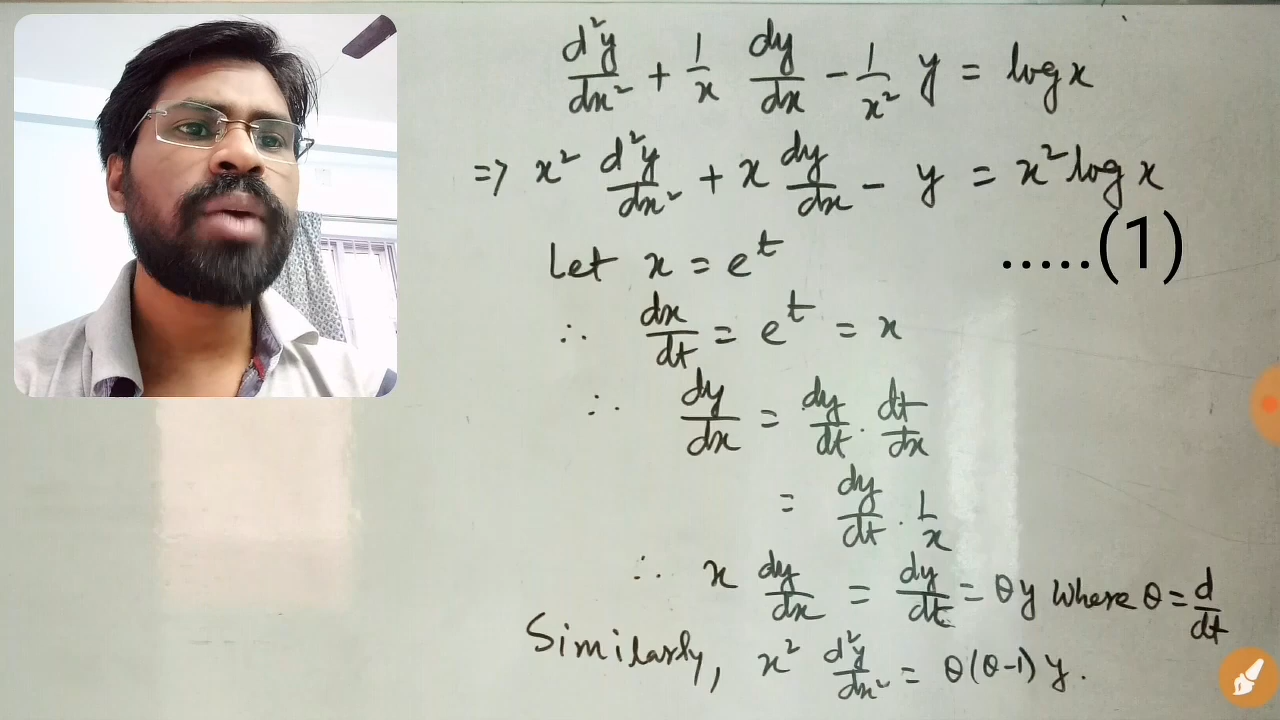 d²y/dx² + 1/x dy/dx - 1/x² y = log x
=> x² d²y/dx² + x dy/dx - y = x² log x
.....(1)
Let x = e^t
∴ dx/dt = e^t = x
∴ dy/dx = dy/dt . dt/dx
= dy/dt . 1/x
∴ x dy/dx = dy/dt = θy where θ = d/dt
Similarly, x² d²y/dx² = θ(θ-1)y.